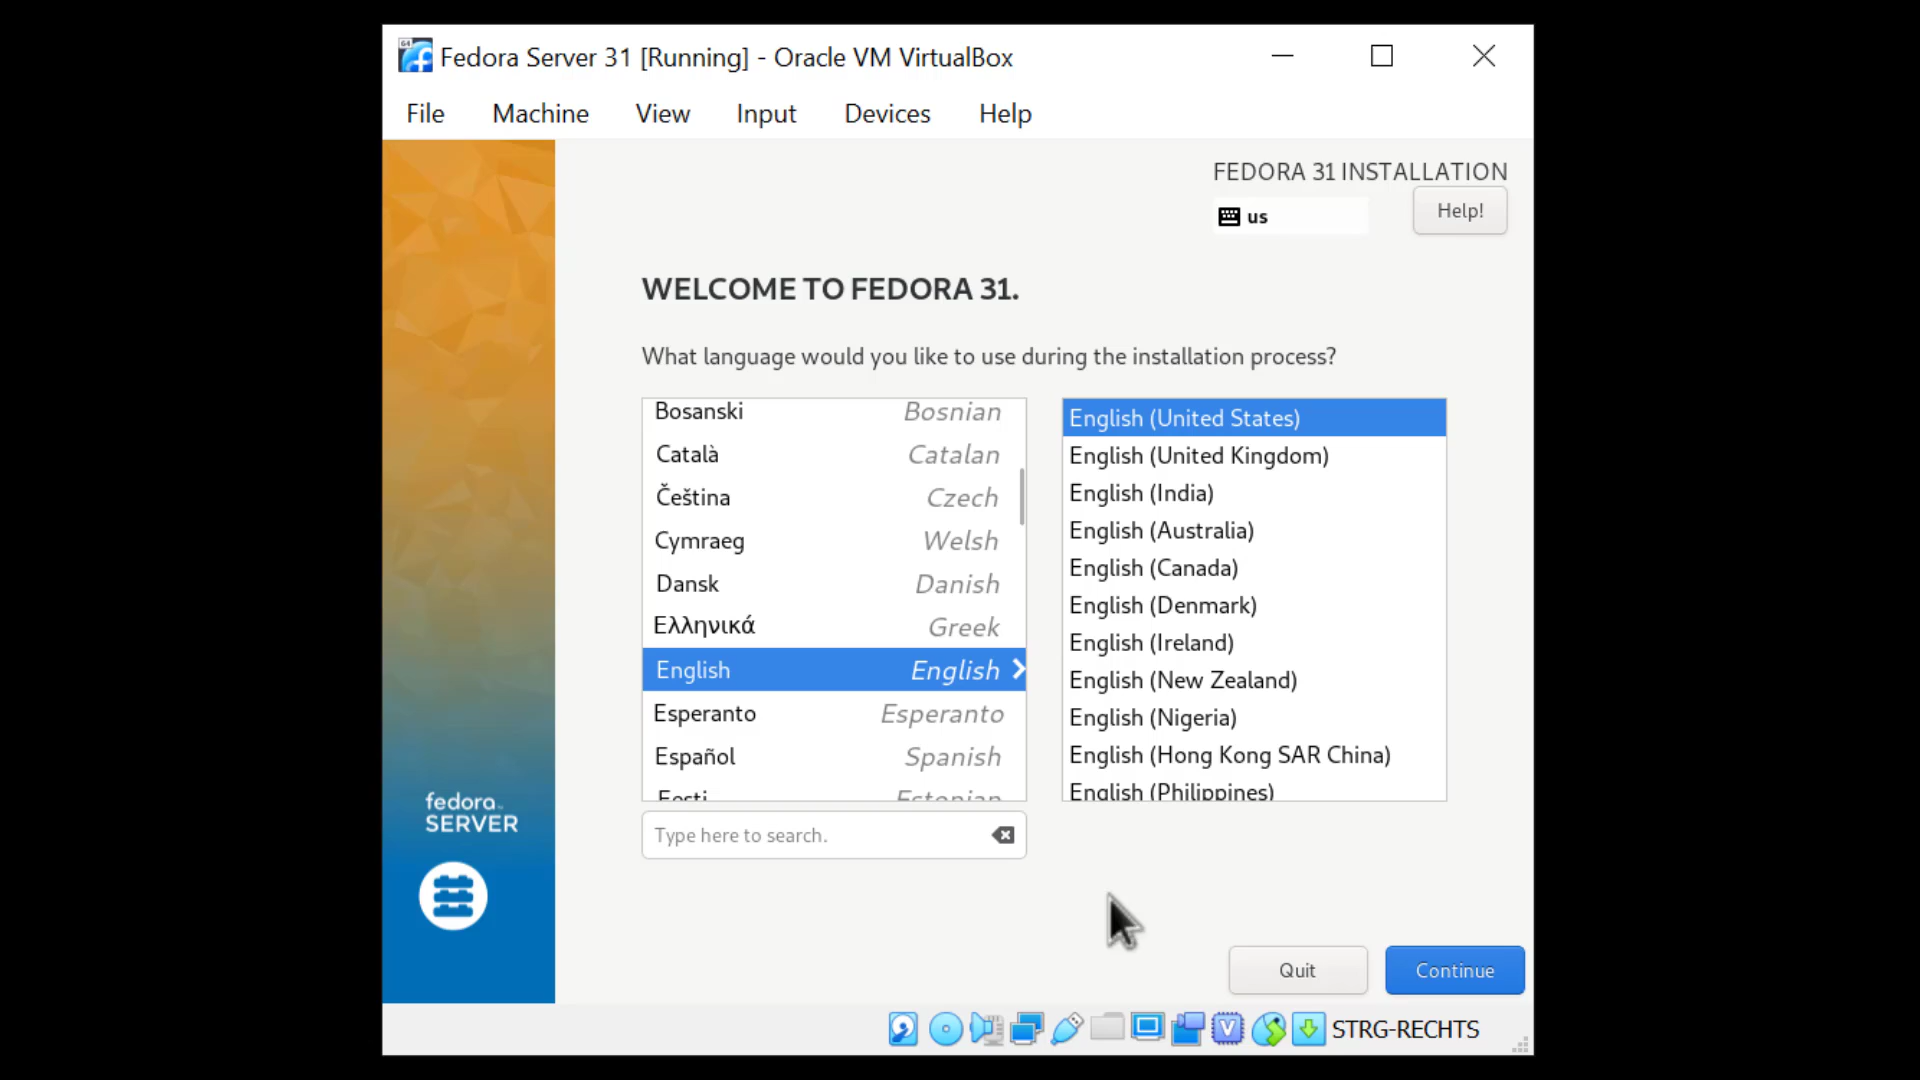 Fedora Server 31 [Running] - Oracle VM VirtualBox
File Machine View Input Devices Help
FEDORA 31 INSTALLATION
us
Help!
WELCOME TO FEDORA 31.
What language would you like to use during the installation process?
Bosanski Bosnian
Català Catalan
Čeština Czech
Cymraeg Welsh
Dansk Danish
Ελληνικά Greek
English English
Esperanto Esperanto
Español Spanish
Eesti Estonian
English (United States)
English (United Kingdom)
English (India)
English (Australia)
English (Canada)
English (Denmark)
English (Ireland)
English (New Zealand)
English (Nigeria)
English (Hong Kong SAR China)
English (Philippines)
Type here to search.
fedora
SERVER
Quit Continue
STRG-RECHTS